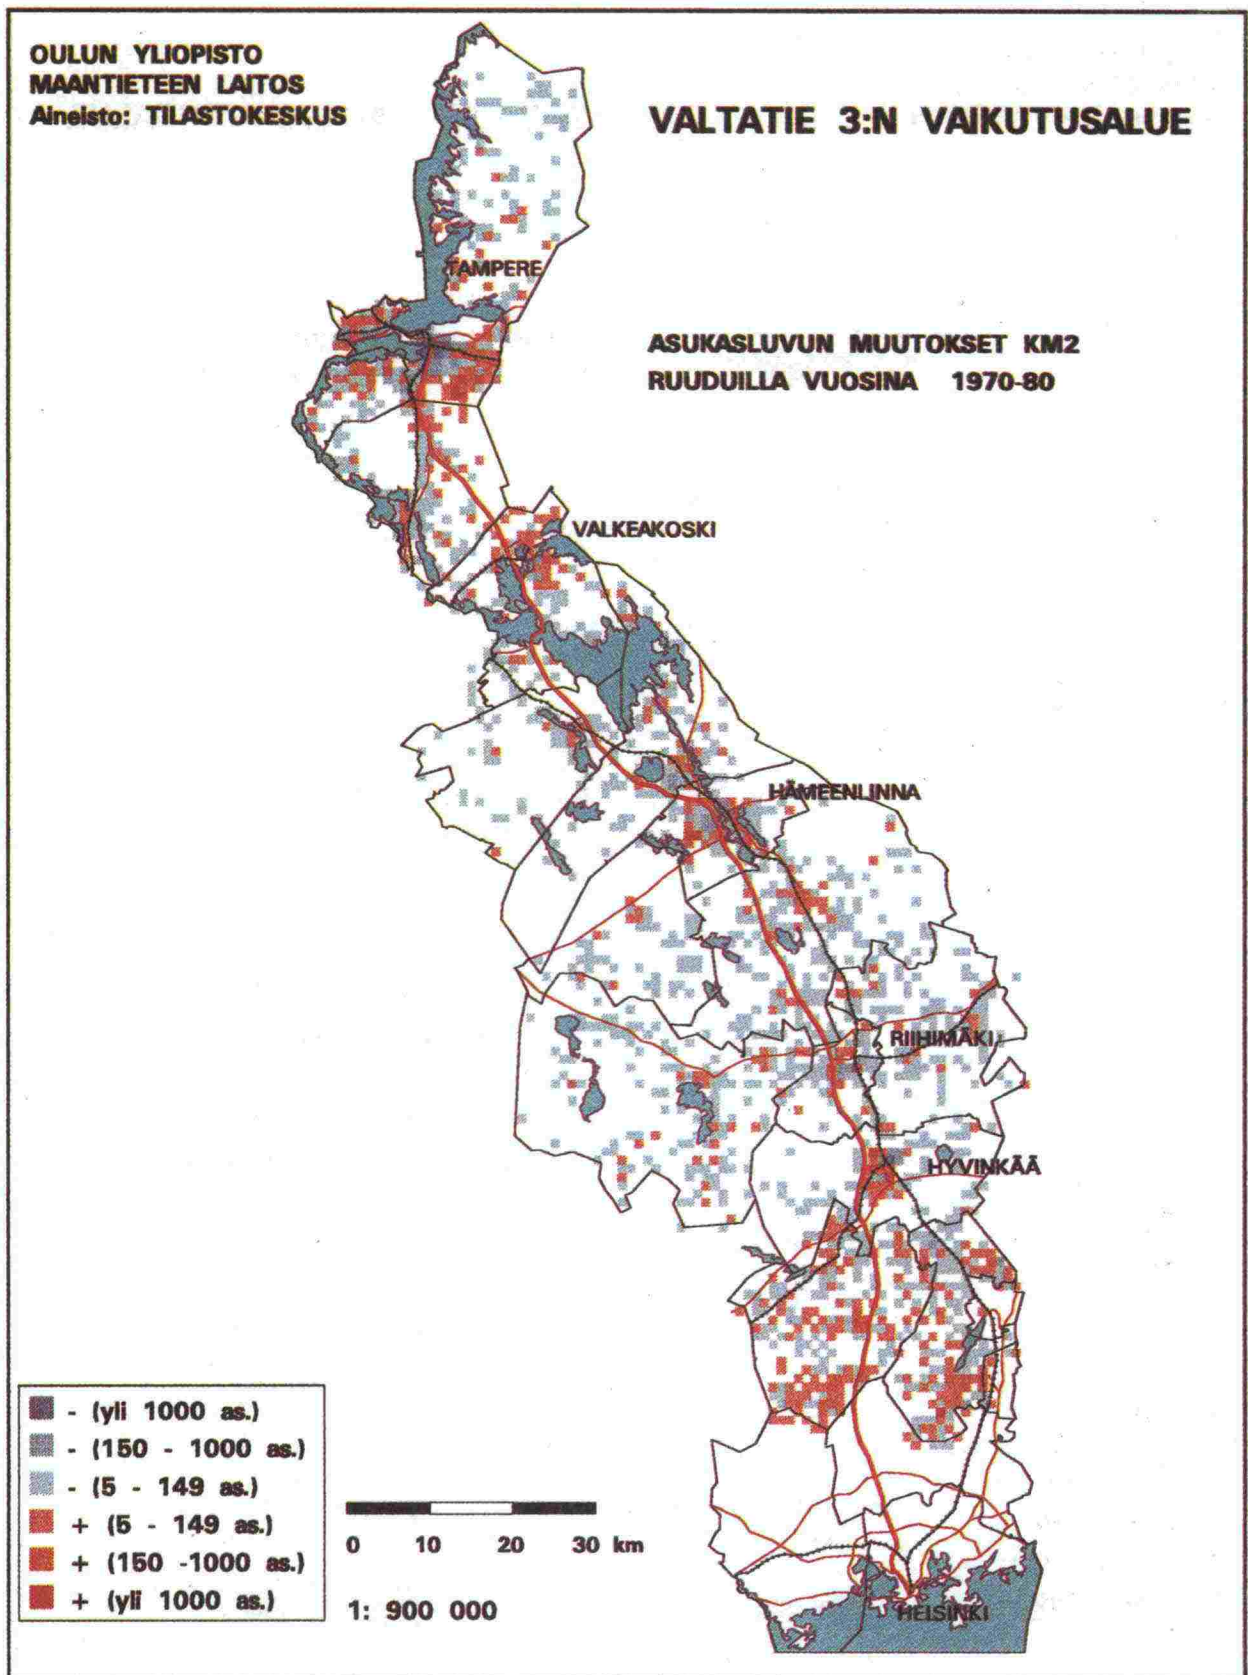 OULUN YLIOPISTO
MAANTIETEEN LAITOS
Aineisto: TILASTOKESKUS
VALTATIE 3:N VAIKUTUSALUE
TAMPERE
ASUKASLUVUN MUUTOKSET KM2
RUUDUILLA VUOSINA 1970-80
VALKEAKOSKI
HÄMEENLINNA
RIIHIMÄKI
HYVINKÄÄ
- (yli 1000 as.)
- (150 - 1000 as.)
- (5 - 149 as.)
+ (5 - 149 as.)
+ (150 -1000 as.)
+ (yli 1000 as.)
0 10 20 30 km
1: 900 000
HELSINKI